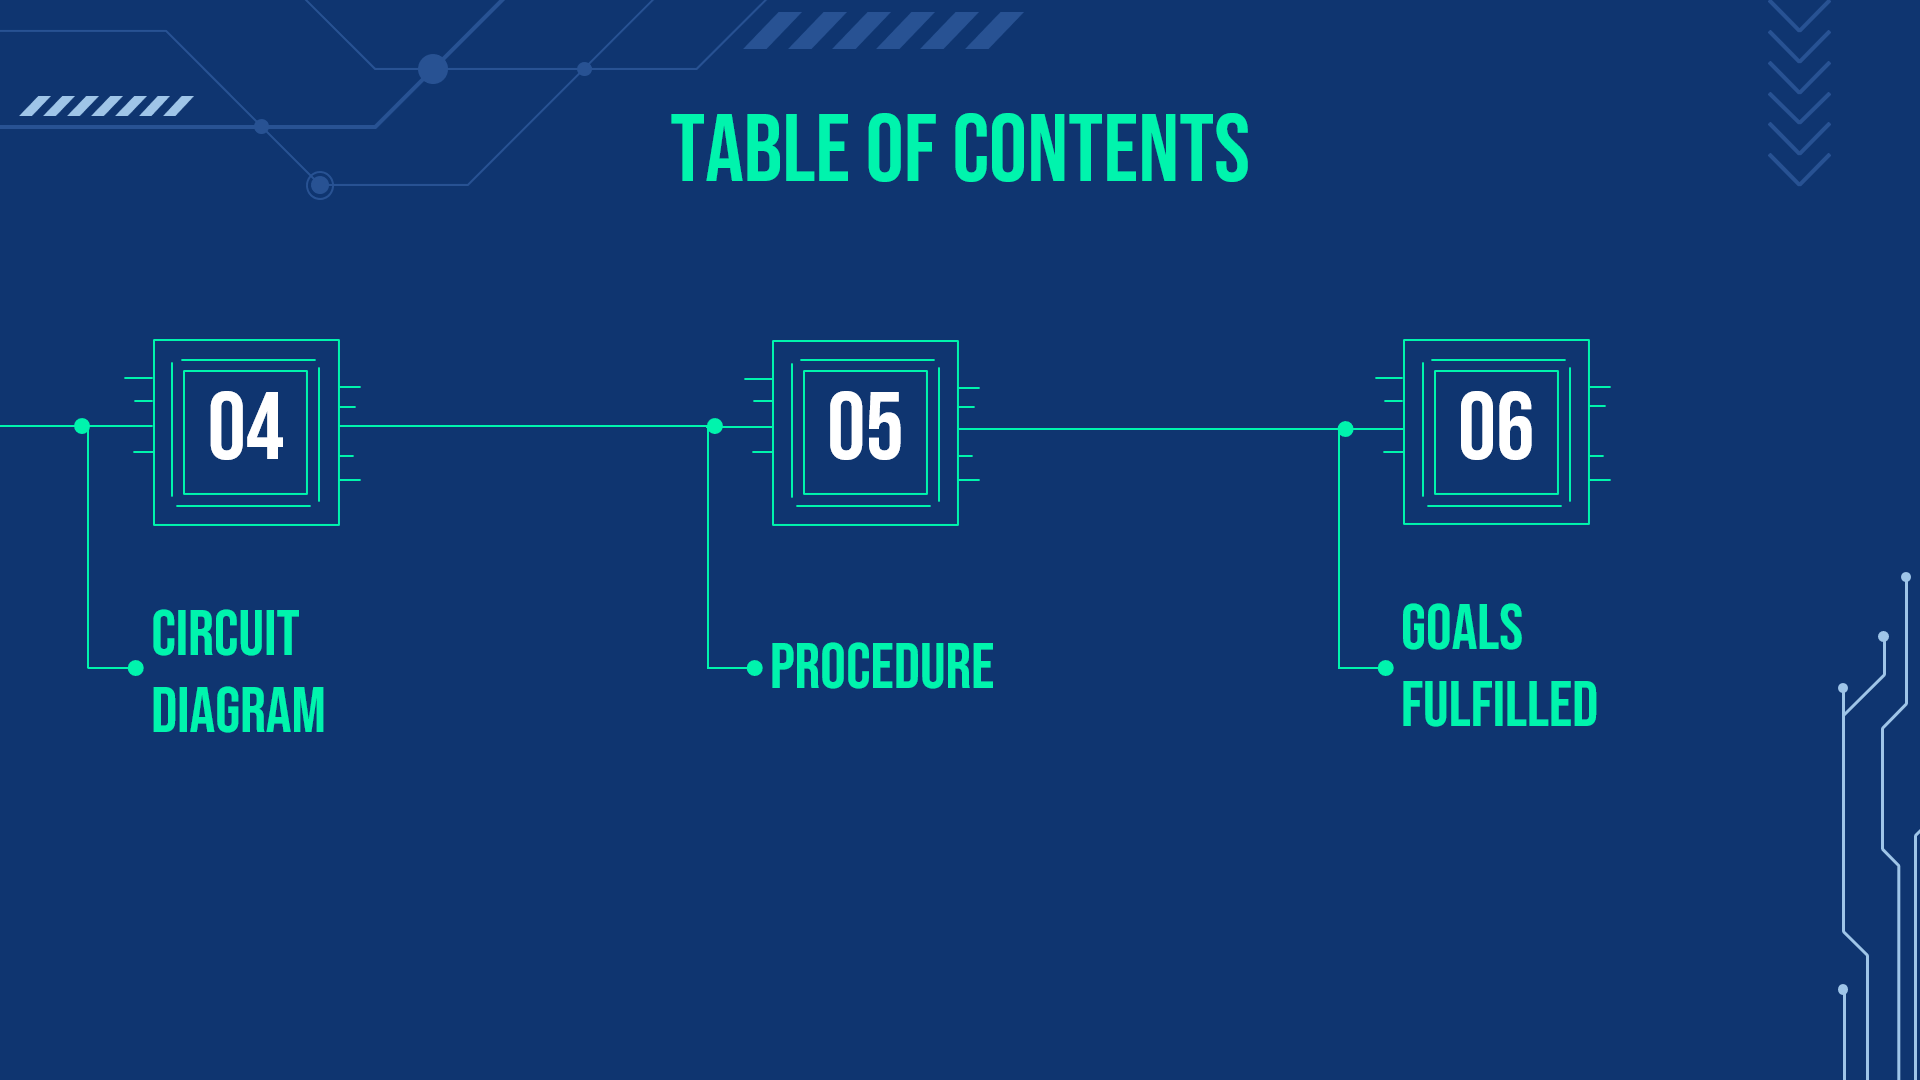 TABLE OF CONTENTS
04
CIRCUIT
DIAGRAM
05
PROCEDURE
06
GOALS
FULFILLED